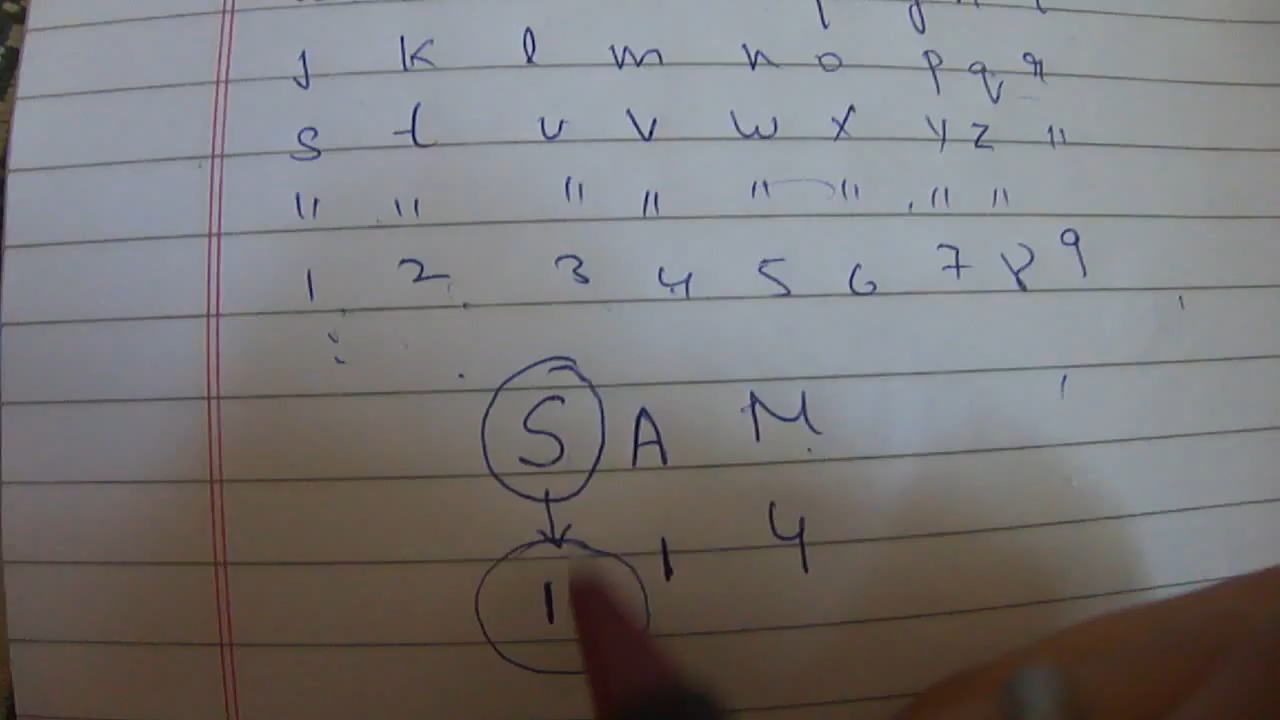 j k l m n o p q r
s t u v w x y z "
" " " " " " " "
1 2 3 4 5 6 7 8 9
S A M
1 1 4